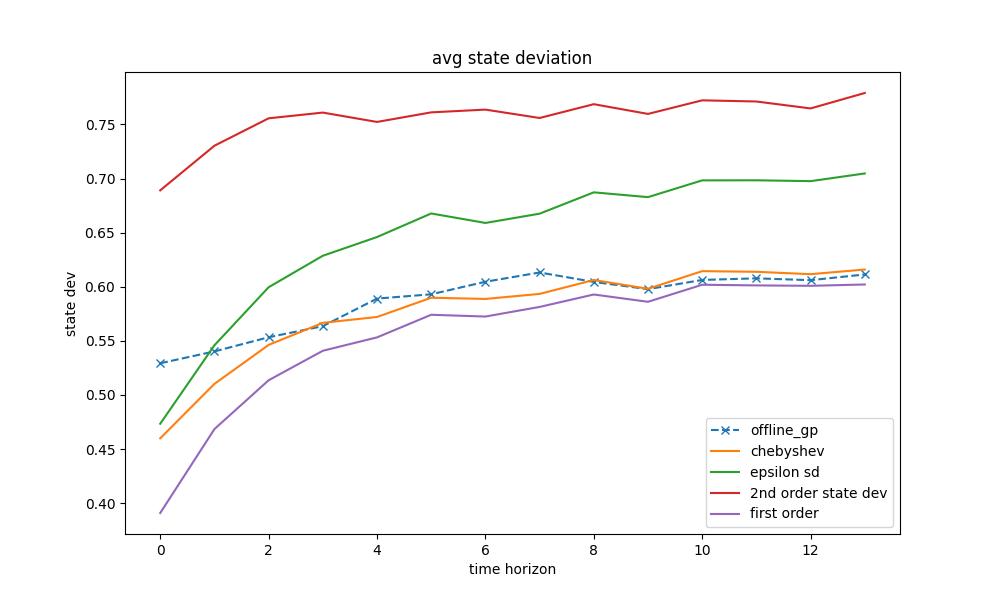 avg state deviation
state dev
0.75
0.70
0.65
0.60
0.55
0.50
0.45
0.40
0 2 4 6 8 10 12
time horizon
offline_gp
chebyshev
epsilon sd
2nd order state dev
first order